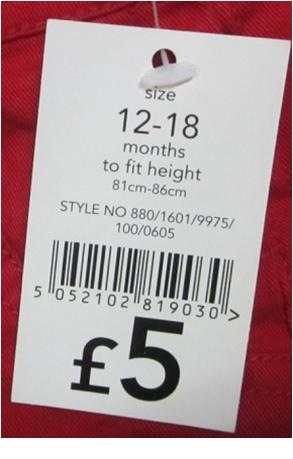 size
12-18
months
to fit height
81cm-86cm
STYLE NO 880/1601/9975/
100/0605
5 052102 819030 >
£5